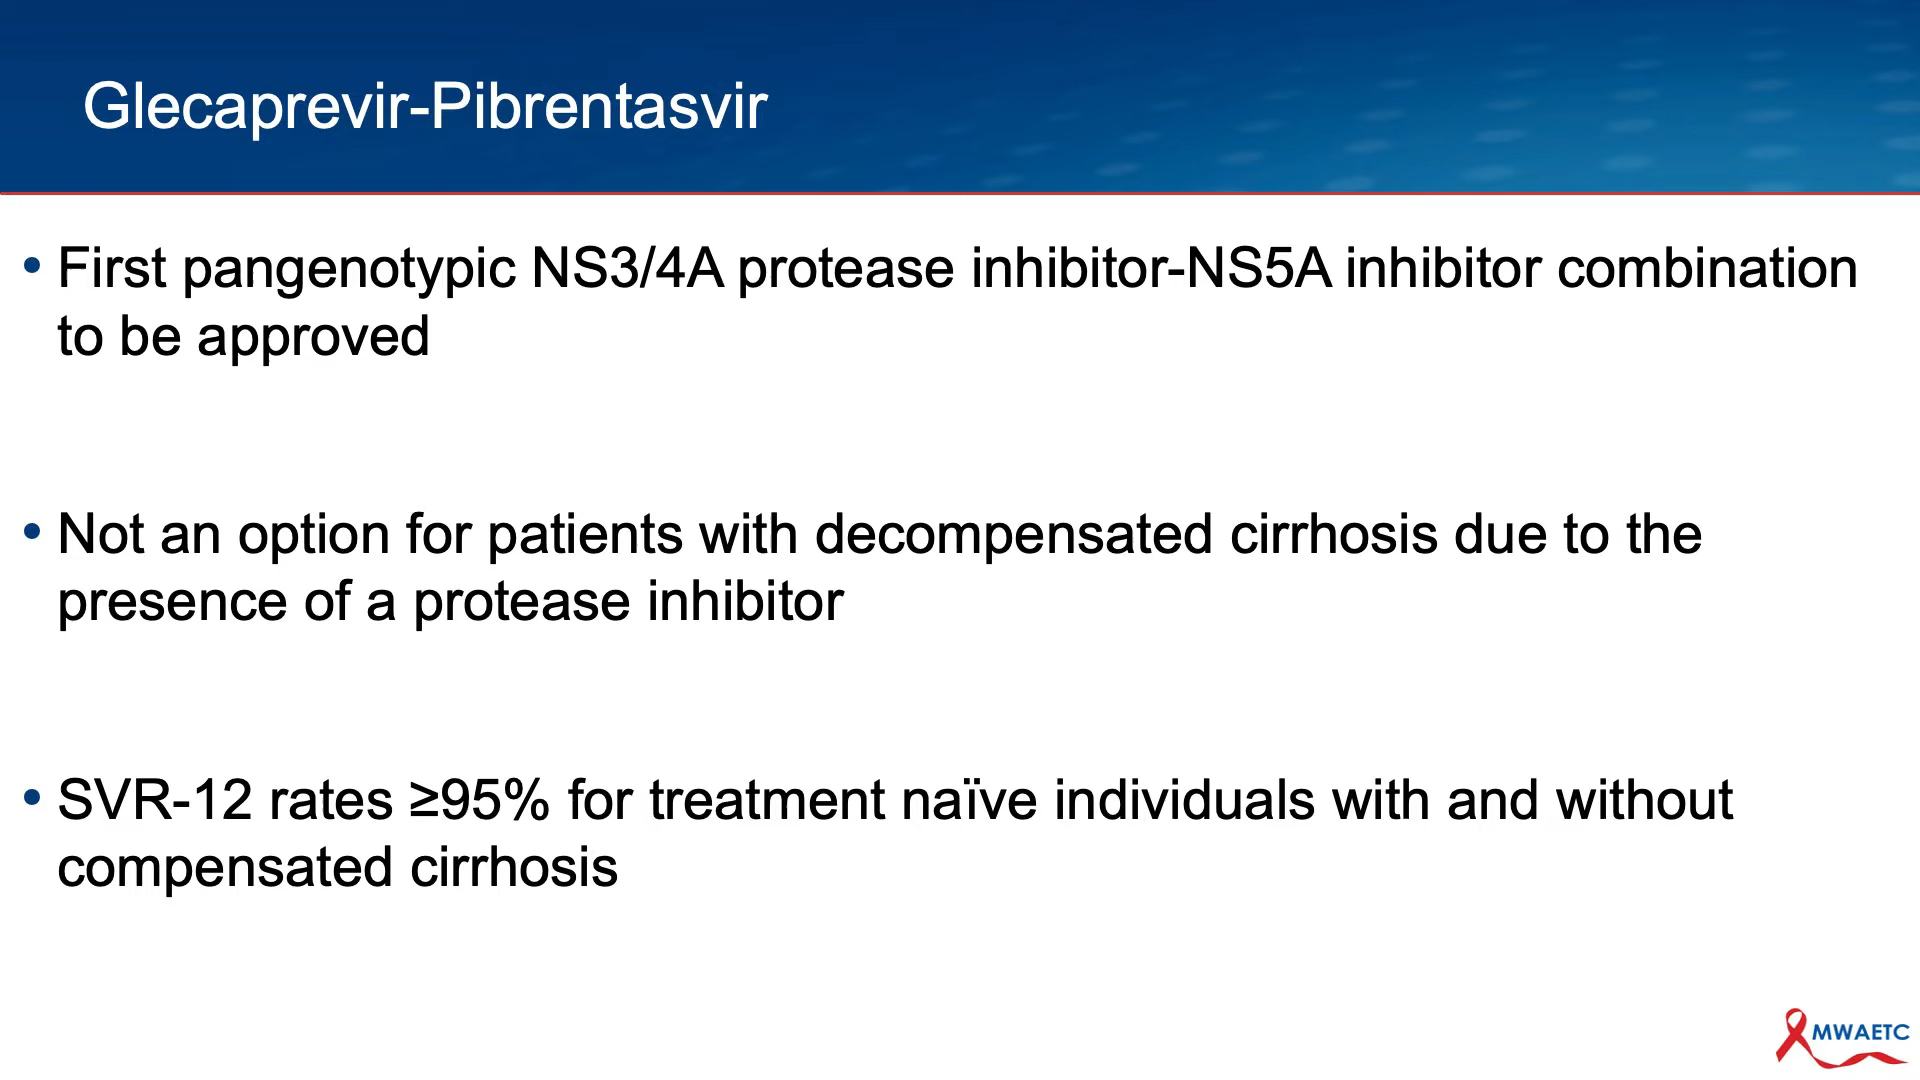 Glecaprevir-Pibrentasvir
• First pangenotypic NS3/4A protease inhibitor-NS5A inhibitor combination
to be approved
• Not an option for patients with decompensated cirrhosis due to the
presence of a protease inhibitor
• SVR-12 rates ≥95% for treatment naïve individuals with and without
compensated cirrhosis
MWAETC